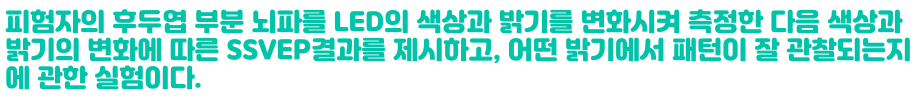 피험자의 후두엽 부분 뇌파를 LED의 색상과 밝기를 변화시켜 측정한 다음 색상과
밝기의 변화에 따른 SSVEP결과를 제시하고, 어떤 밝기에서 패턴이 잘 관찰되는지
에 관한 실험이다.